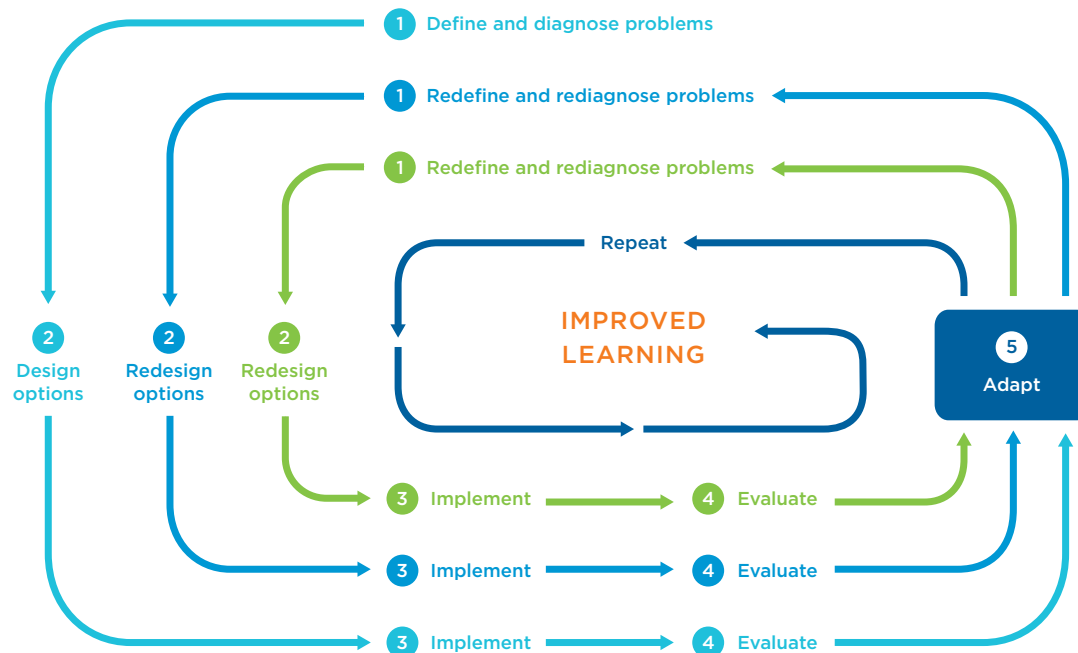 1 Define and diagnose problems
1 Redefine and rediagnose problems
1 Redefine and rediagnose problems
Repeat
IMPROVED
LEARNING
2
Design
options
2
Redesign
options
2
Redesign
options
5
Adapt
3 Implement
4 Evaluate
3 Implement
4 Evaluate
3 Implement
4 Evaluate